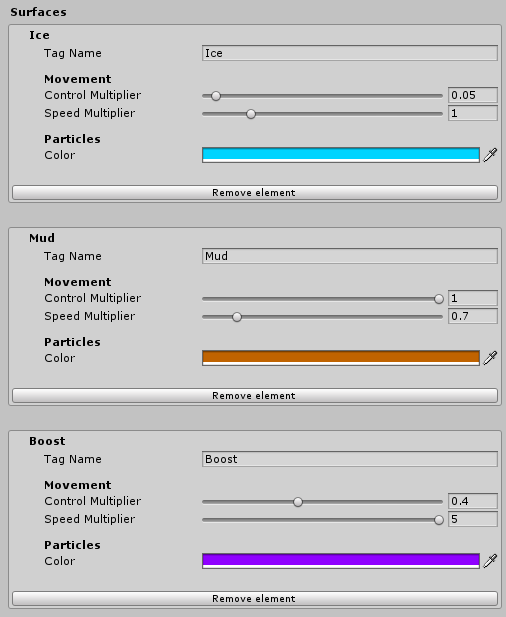 Surfaces
Ice
Tag Name Ice
Movement
Control Multiplier 0.05
Speed Multiplier 1
Particles
Color
Remove element
Mud
Tag Name Mud
Movement
Control Multiplier 1
Speed Multiplier 0.7
Particles
Color
Remove element
Boost
Tag Name Boost
Movement
Control Multiplier 0.4
Speed Multiplier 5
Particles
Color
Remove element